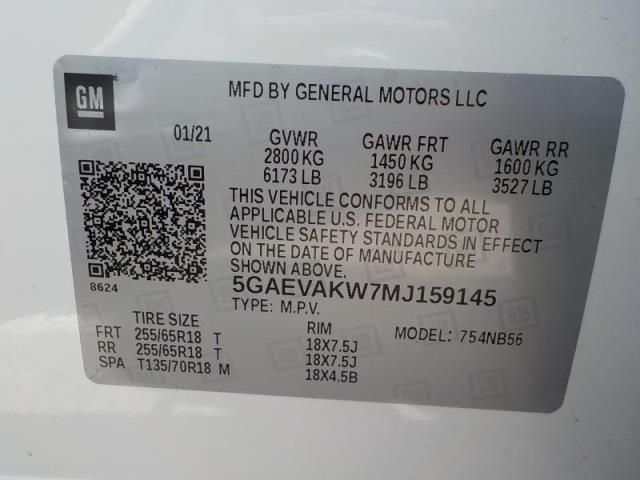 GM
MFD BY GENERAL MOTORS LLC
01/21 GVWR GAWR FRT GAWR RR
2800 KG 1450 KG 1600 KG
6173 LB 3196 LB 3527 LB
THIS VEHICLE CONFORMS TO ALL
APPLICABLE U.S. FEDERAL MOTOR
VEHICLE SAFETY STANDARDS IN EFFECT
ON THE DATE OF MANUFACTURE
SHOWN ABOVE.
8624
5GAEVAKW7MJ159145
TYPE: M.P.V.
MODEL: 754NB56
TIRE SIZE RIM
FRT 255/65R18 T 18X7.5J
RR 255/65R18 T 18X7.5J
SPA T135/70R18 M 18X4.5B